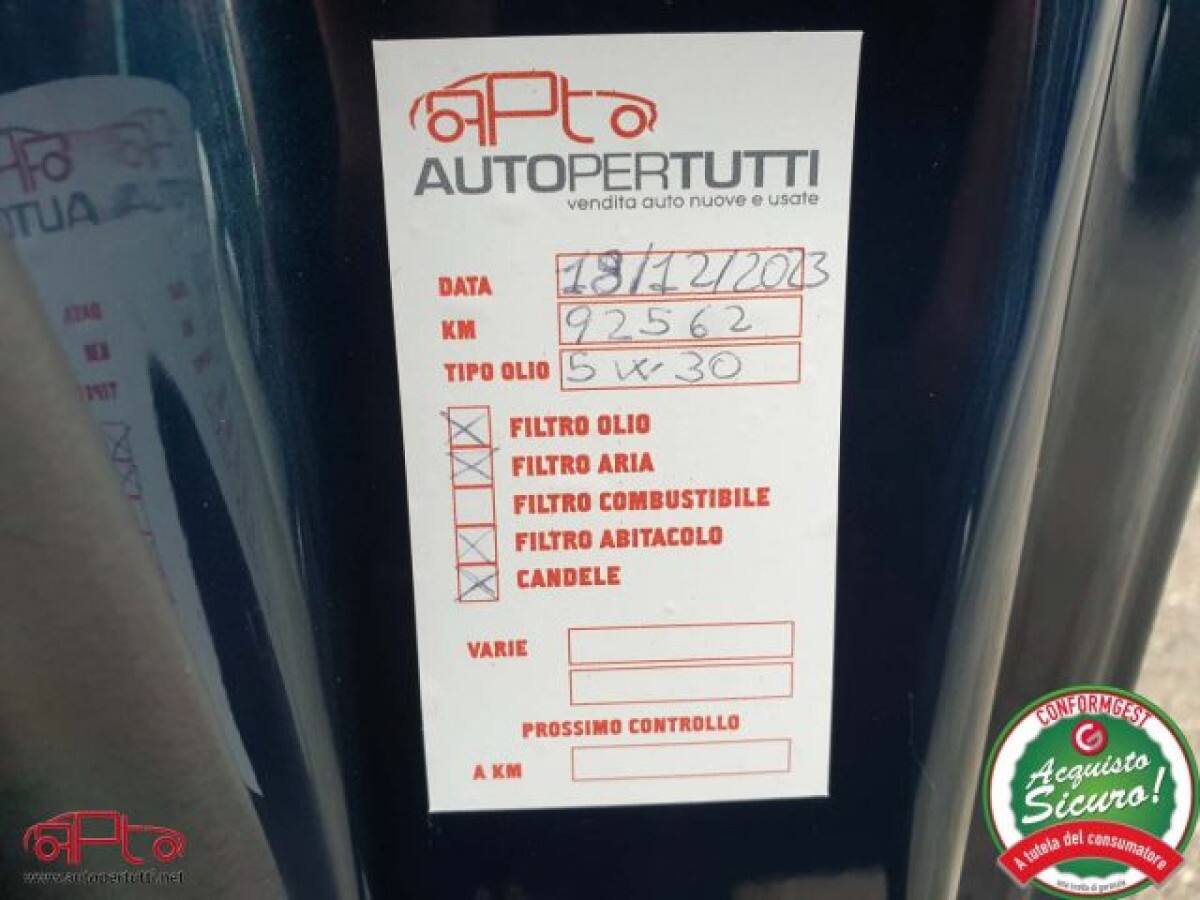 APto
AUTOPERTUTTI
vendita auto nuove e usate
DATA 18/12/2023
KM 92562
TIPO OLIO 5w-30
FILTRO OLIO
FILTRO ARIA
FILTRO COMBUSTIBILE
FILTRO ABITACOLO
CANDELE
VARIE
PROSSIMO CONTROLLO
A KM
APto
www.autopertutti.net
CONFORMGEST
Acquisto
Sicuro!
A tutela del consumatore